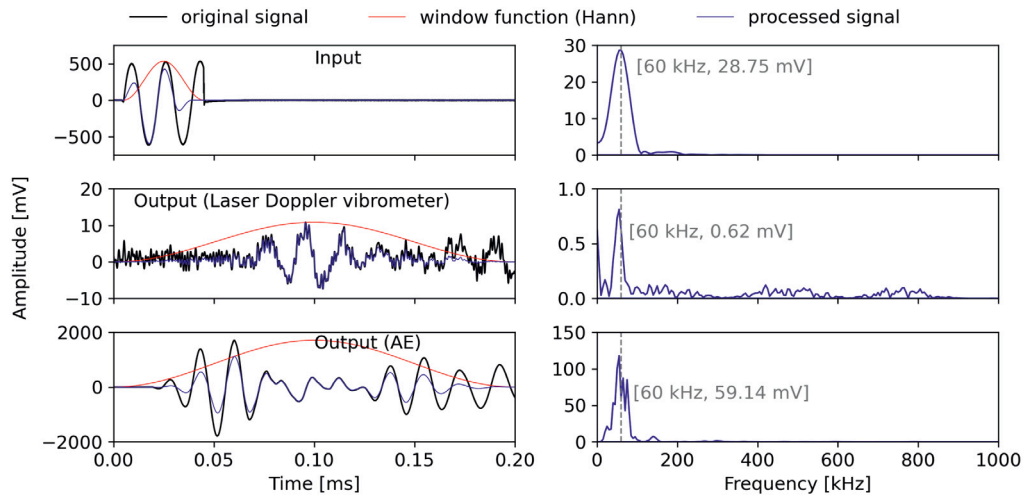 original signal window function (Hann) processed signal
Amplitude [mV]
500
0
−500
Input
30
20
10
0
[60 kHz, 28.75 mV]
20
10
0
−10
Output (Laser Doppler vibrometer)
1.0
0.5
0.0
[60 kHz, 0.62 mV]
2000
0
−2000
Output (AE)
0.00 0.05 0.10 0.15 0.20
Time [ms]
150
100
50
0
[60 kHz, 59.14 mV]
0 200 400 600 800 1000
Frequency [kHz]